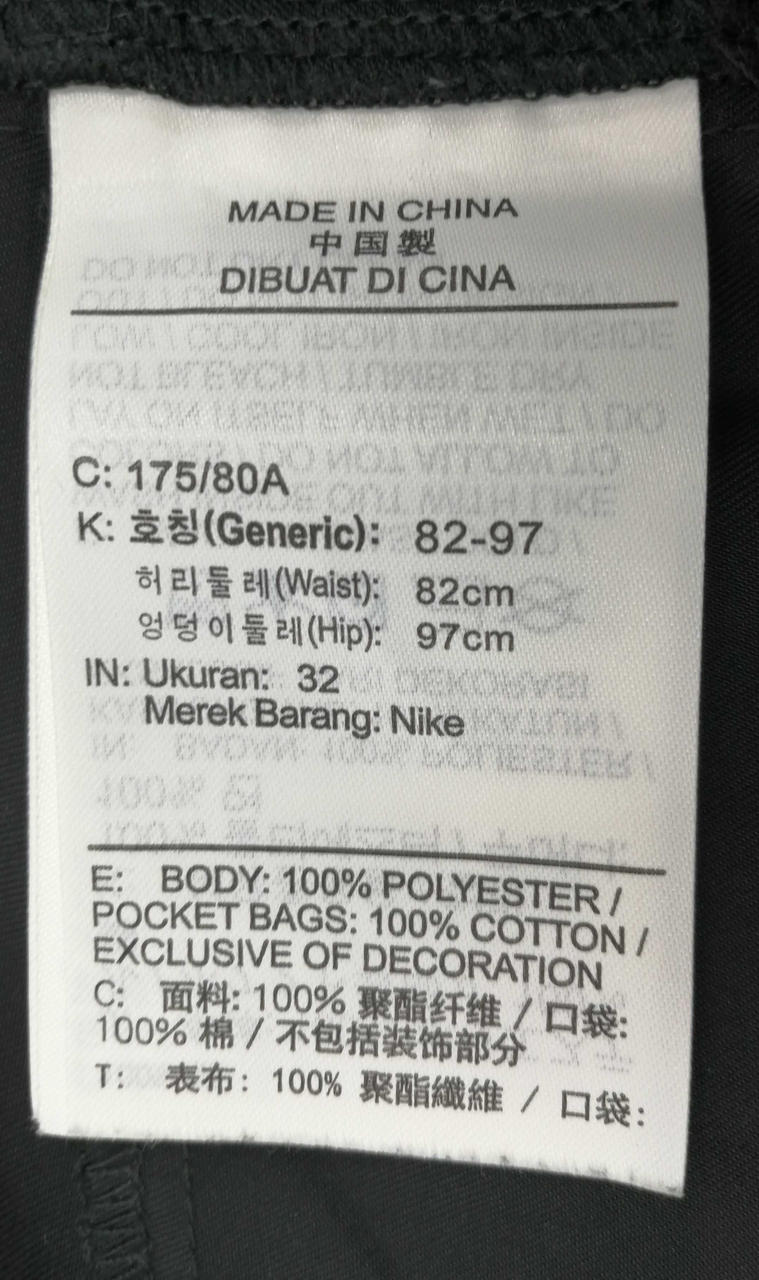 MADE IN CHINA
中国製
DIBUAT DI CINA
C: 175/80A
K: 호칭(Generic): 82-97
허리둘레(Waist): 82cm
엉덩이둘레(Hip): 97cm
IN: Ukuran: 32
Merek Barang: Nike
E: BODY: 100% POLYESTER /
POCKET BAGS: 100% COTTON /
EXCLUSIVE OF DECORATION
C: 面料: 100% 聚酯纤维 / 口袋:
100% 棉 / 不包括装饰部分
T: 表布: 100% 聚酯纖維 / 口袋: